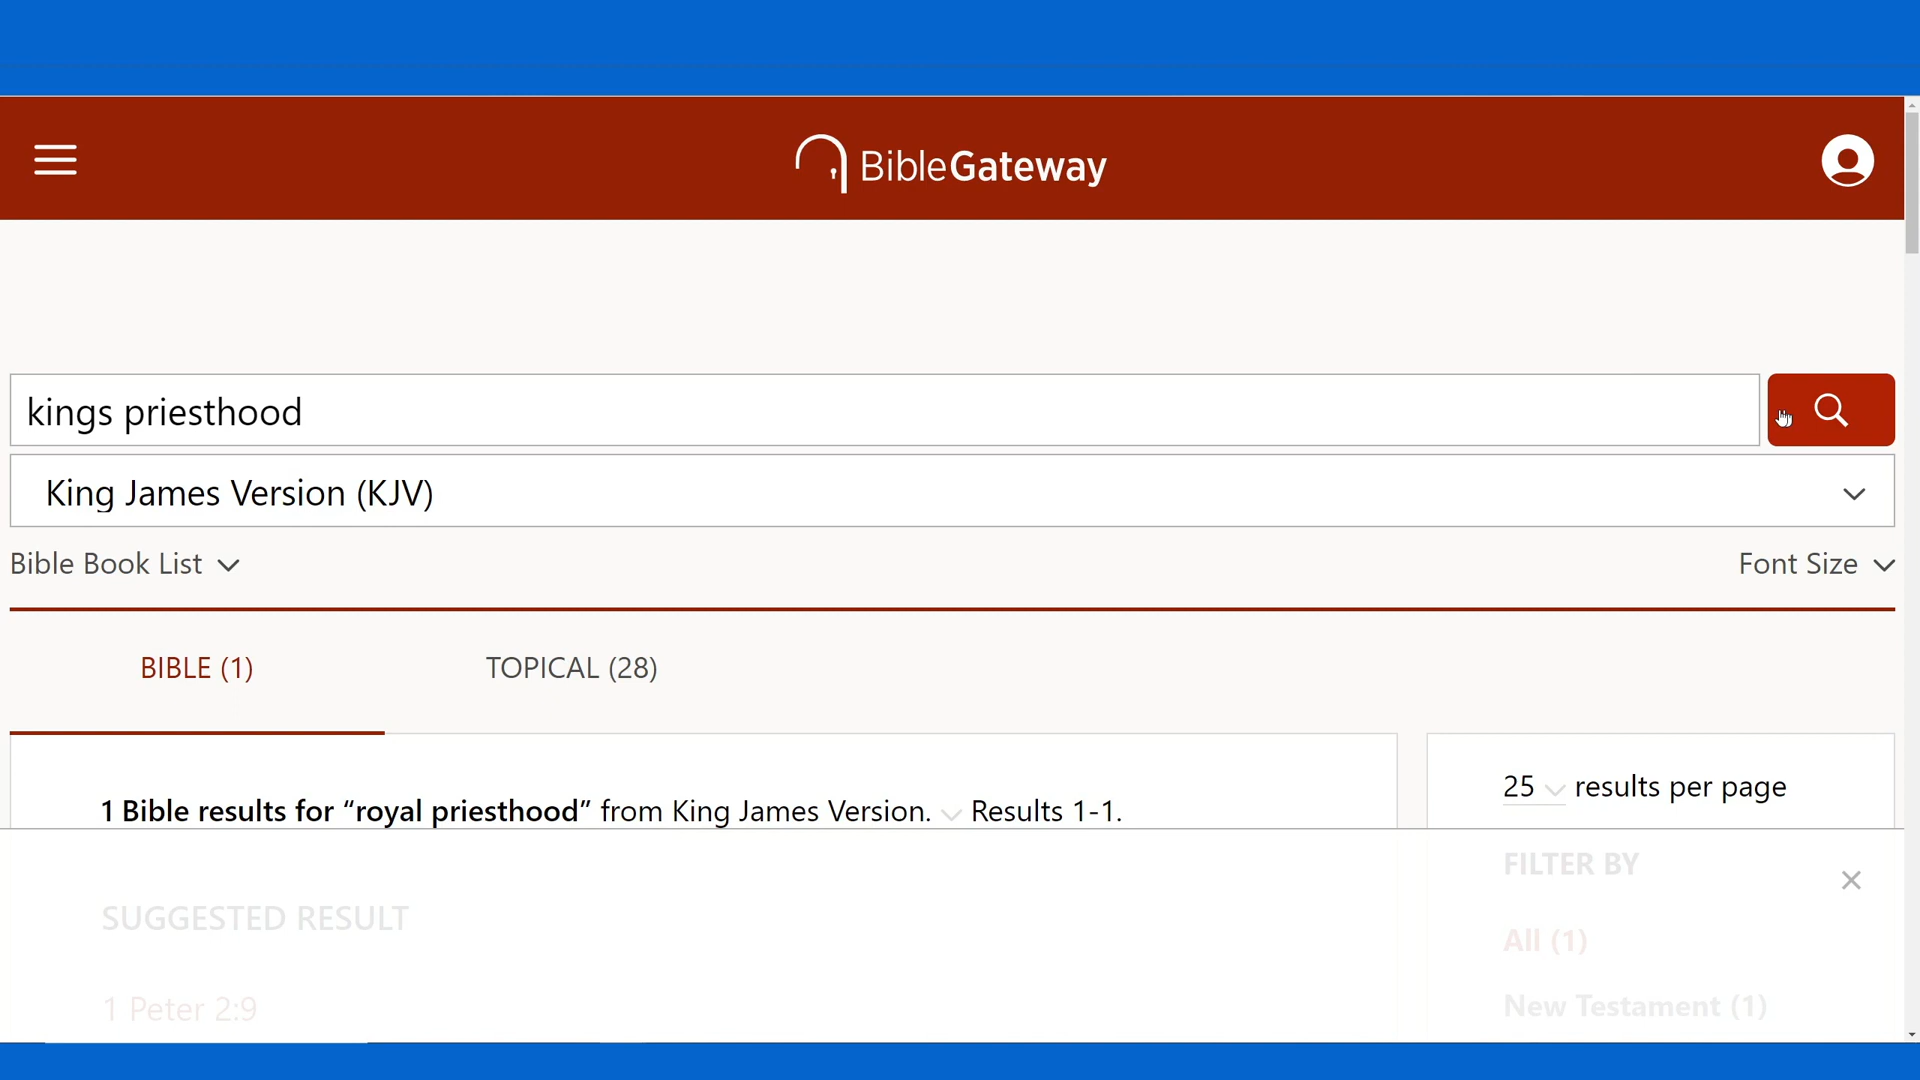 BibleGateway
kings priesthood
King James Version (KJV)
Bible Book List
Font Size
BIBLE (1)
TOPICAL (28)
1 Bible results for “royal priesthood” from King James Version. Results 1-1.
25 results per page
FILTER BY
SUGGESTED RESULT
All (1)
1 Peter 2:9
New Testament (1)